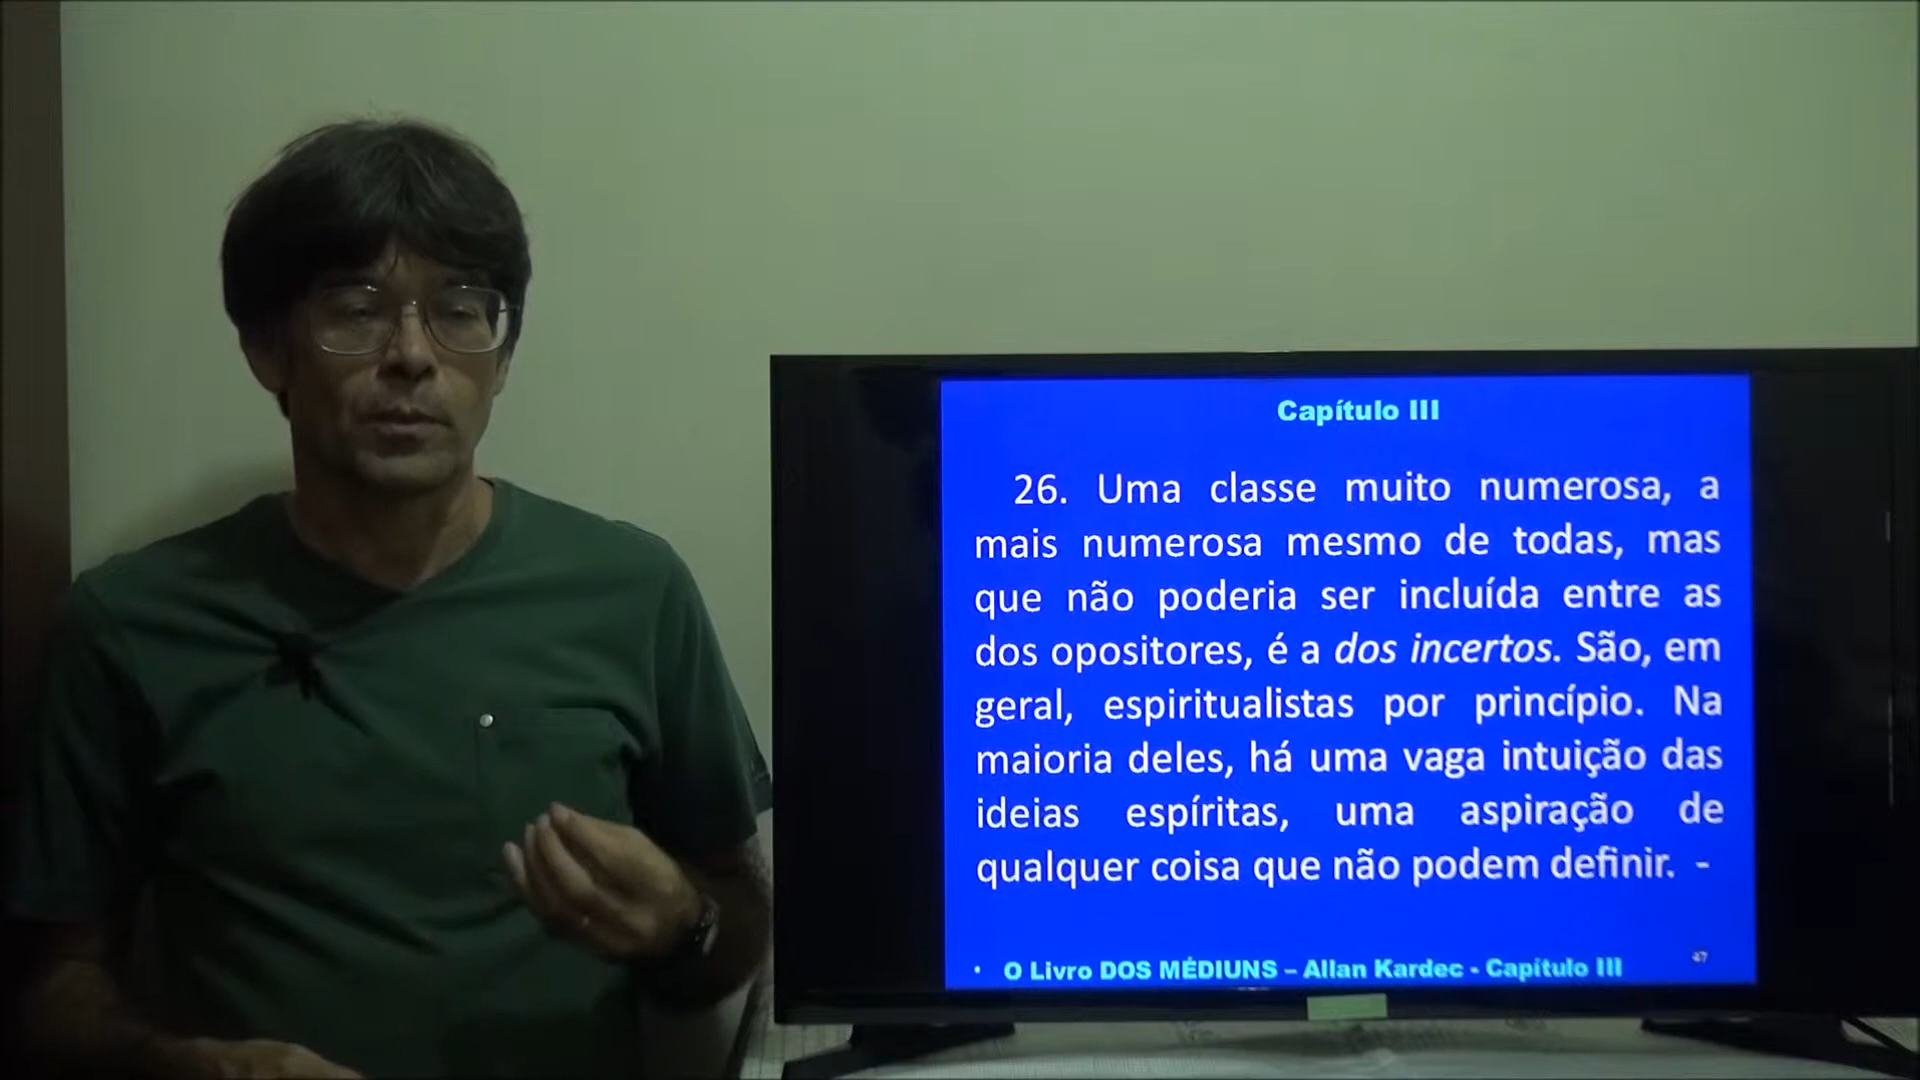 Capítulo III
26. Uma classe muito numerosa, a
mais numerosa mesmo de todas, mas
que não poderia ser incluída entre as
dos opositores, é a dos incertos. São, em
geral, espiritualistas por princípio. Na
maioria deles, há uma vaga intuição das
ideias espíritas, uma aspiração de
qualquer coisa que não podem definir. -
• O Livro DOS MÉDIUNS – Allan Kardec - Capítulo III
47